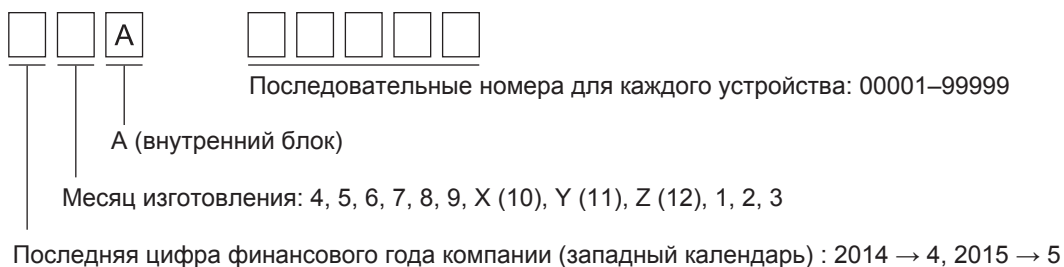 A
Последовательные номера для каждого устройства: 00001–99999
A (внутренний блок)
Месяц изготовления: 4, 5, 6, 7, 8, 9, X (10), Y (11), Z (12), 1, 2, 3
Последняя цифра финансового года компании (западный календарь) : 2014 → 4, 2015 → 5